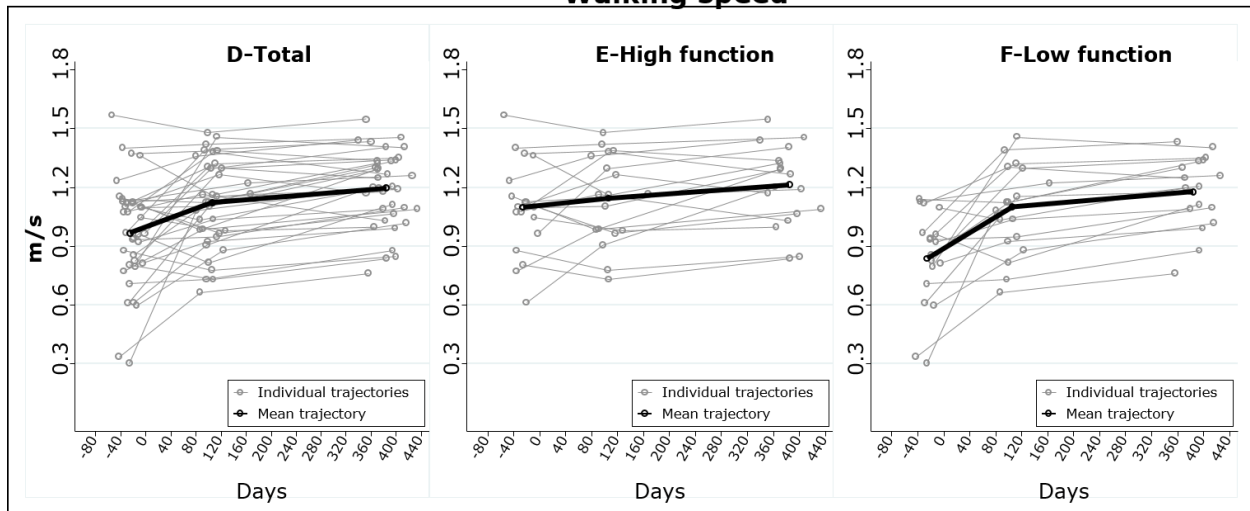 Walking Speed
D-Total
E-High function
F-Low function
m/s
1.8
1.5
1.2
0.9
0.6
0.3
Individual trajectories
Mean trajectory
-80 -40 0 40 80 120 160 200 240 280 320 360 400 440
Days
1.8
1.5
1.2
0.9
0.6
0.3
Individual trajectories
Mean trajectory
-80 -40 0 40 80 120 160 200 240 280 320 360 400 440
Days
1.8
1.5
1.2
0.9
0.6
0.3
Individual trajectories
Mean trajectory
-80 -40 0 40 80 120 160 200 240 280 320 360 400 440
Days